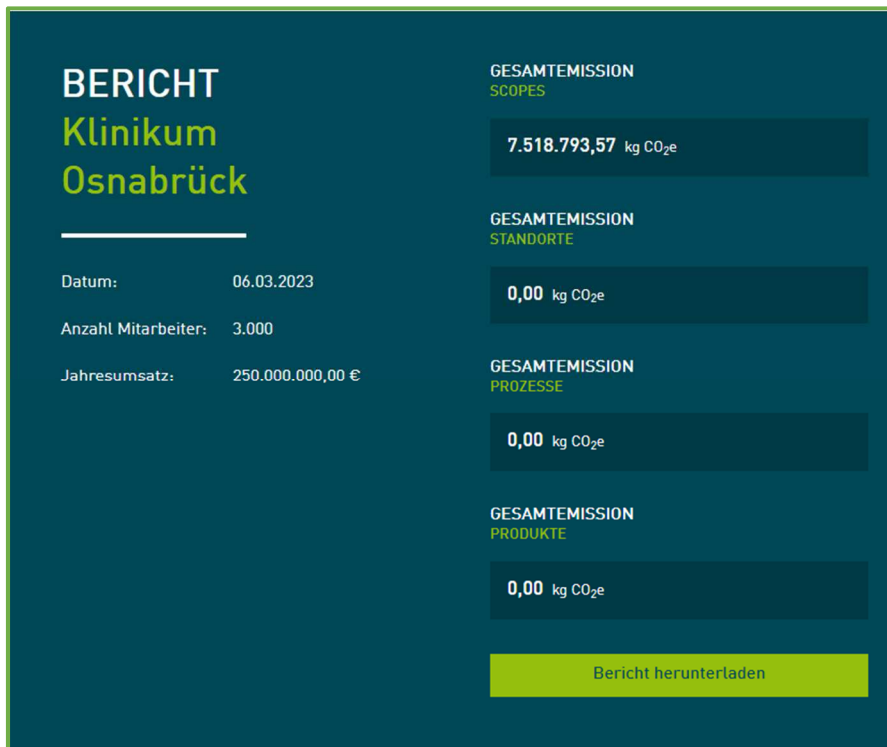 BERICHT
Klinikum
Osnabrück
Datum: 06.03.2023
Anzahl Mitarbeiter: 3.000
Jahresumsatz: 250.000.000,00 €
GESAMTEMISSION
SCOPES
7.518.793,57 kg CO₂e
GESAMTEMISSION
STANDORTE
0,00 kg CO₂e
GESAMTEMISSION
PROZESSE
0,00 kg CO₂e
GESAMTEMISSION
PRODUKTE
0,00 kg CO₂e
Bericht herunterladen